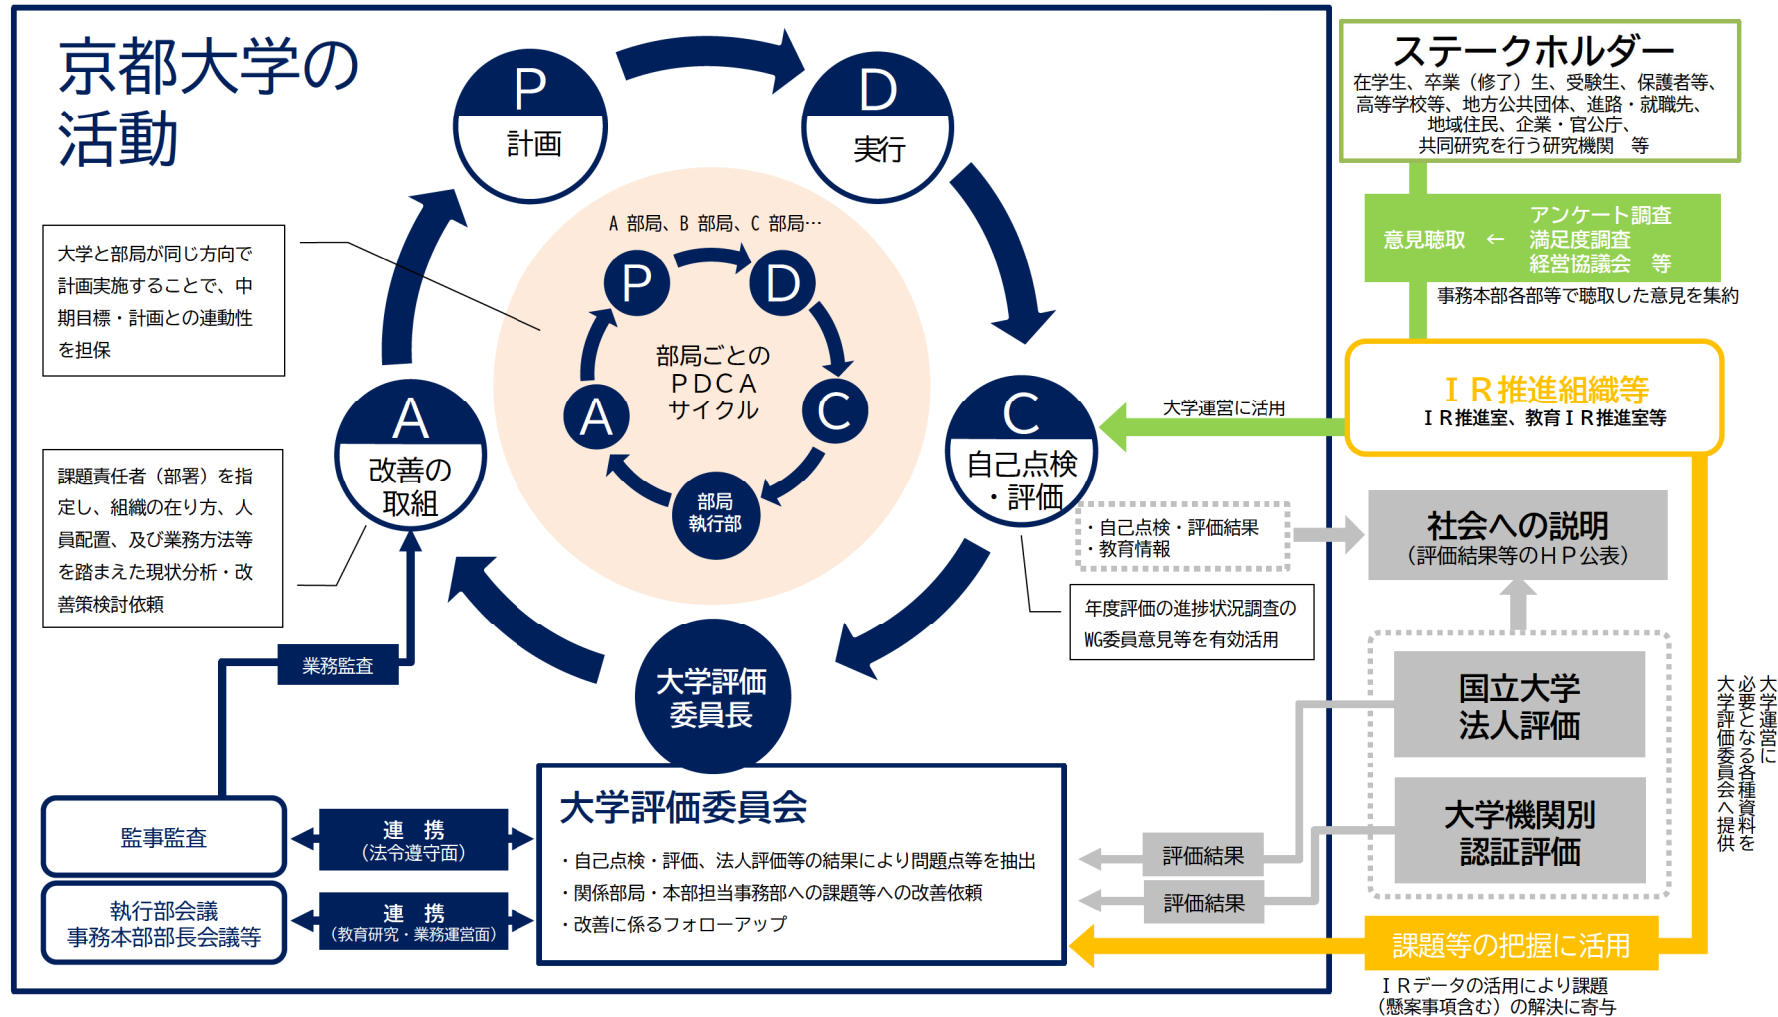 京都大学の
活動
P
計画
D
実行
C
自己点検
・評価
A
改善の
取組
A 部局、B 部局、C 部局…
P
D
C
A
部局
執行部
部局ごとの
ＰＤＣＡ
サイクル
大学と部局が同じ方向で
計画実施することで、中
期目標・計画との連動性
を担保
課題責任者（部署）を指
定し、組織の在り方、人
員配置、及び業務方法等
を踏まえた現状分析・改
善策検討依頼
業務監査
大学評価
委員長
・自己点検・評価結果
・教育情報
年度評価の進捗状況調査の
WG委員意見等を有効活用
監事監査
執行部会議
事務本部部長会議等
連　携
（法令遵守面）
連　携
（教育研究・業務運営面）
大学評価委員会
・自己点検・評価、法人評価等の結果により問題点等を抽出
・関係部局・本部担当事務部への課題等への改善依頼
・改善に係るフォローアップ
ステークホルダー
在学生、卒業（修了）生、受験生、保護者等、
高等学校等、地方公共団体、進路・就職先、
地域住民、企業・官公庁、
共同研究を行う研究機関　等
意見聴取　←
アンケート調査
満足度調査
経営協議会　等
事務本部各部等で聴取した意見を集約
ＩＲ推進組織等
ＩＲ推進室、教育ＩＲ推進室等
大学運営に活用
社会への説明
（評価結果等のＨＰ公表）
国立大学
法人評価
大学機関別
認証評価
評価結果
評価結果
大学運営に
必要となる各種資料を
大学評価委員会へ提供
課題等の把握に活用
ＩＲデータの活用により課題
（懸案事項含む）の解決に寄与